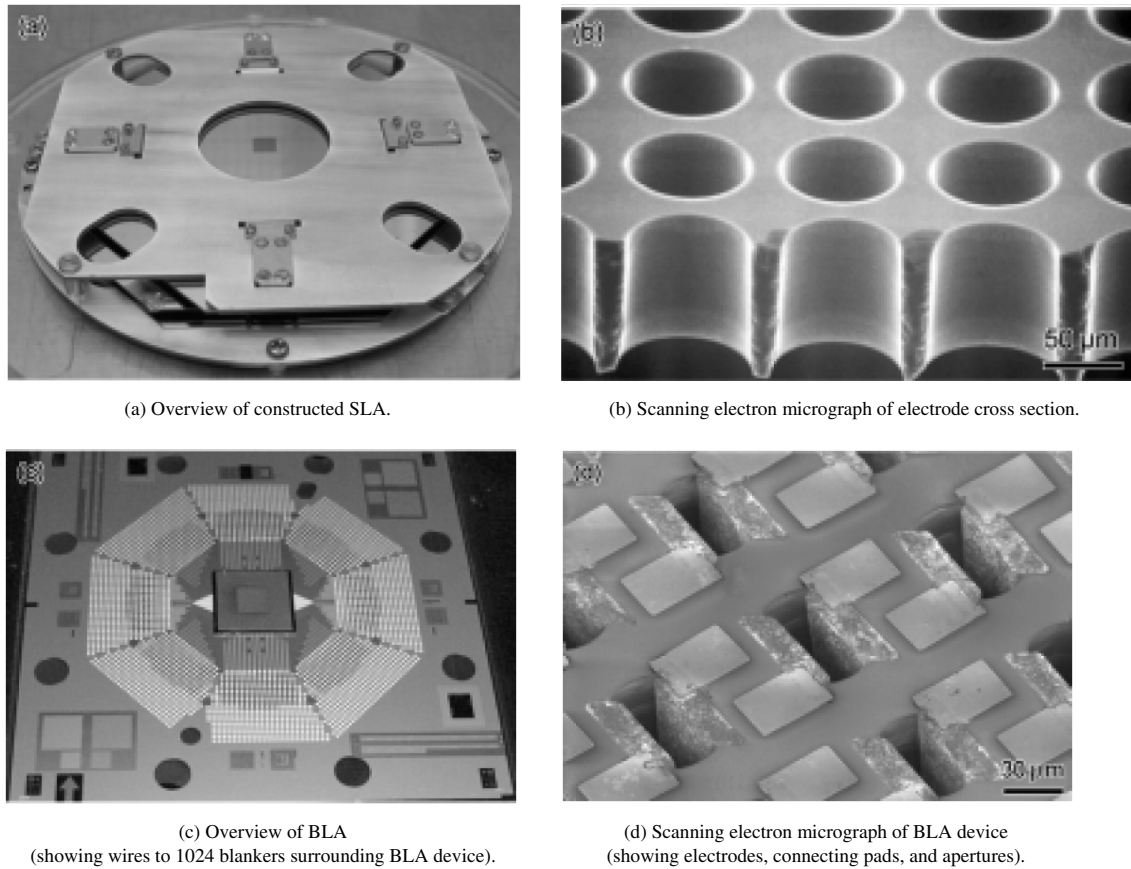 (a)
(b)
(a) Overview of constructed SLA.
50 μm
(b) Scanning electron micrograph of electrode cross section.
(c)
(d)
30 μm
(c) Overview of BLA
(showing wires to 1024 blankers surrounding BLA device).
(d) Scanning electron micrograph of BLA device
(showing electrodes, connecting pads, and apertures).